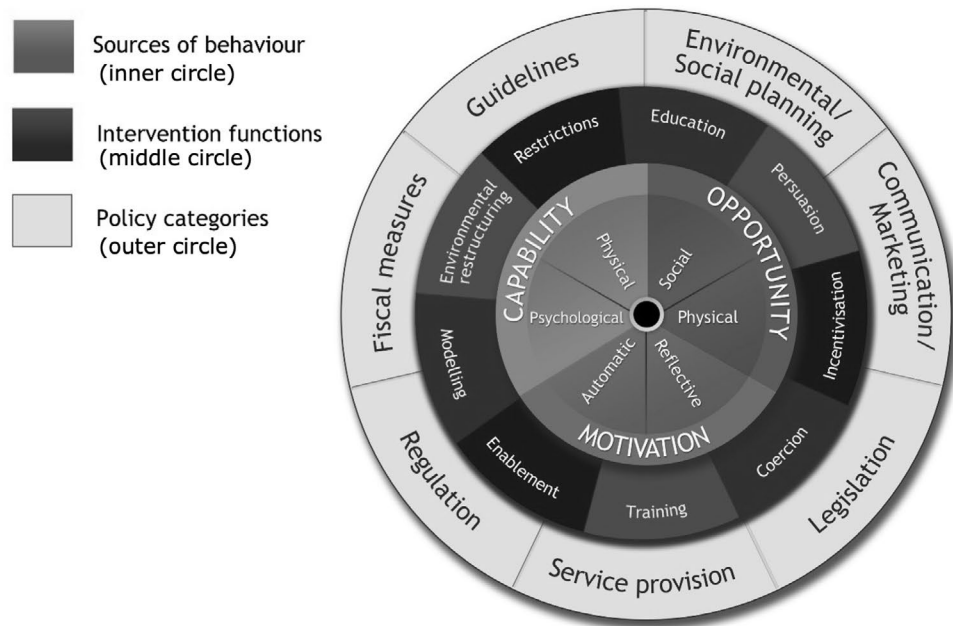 Sources of behaviour
(inner circle)
Intervention functions
(middle circle)
Policy categories
(outer circle)
Guidelines
Environmental/
Social planning
Communication/
Marketing
Legislation
Service provision
Regulation
Fiscal measures
Restrictions
Education
Persuasion
Incentivisation
Coercion
Training
Enablement
Modelling
Environmental
restructuring
CAPABILITY
OPPORTUNITY
MOTIVATION
Physical
Social
Psychological
Physical
Automatic
Reflective